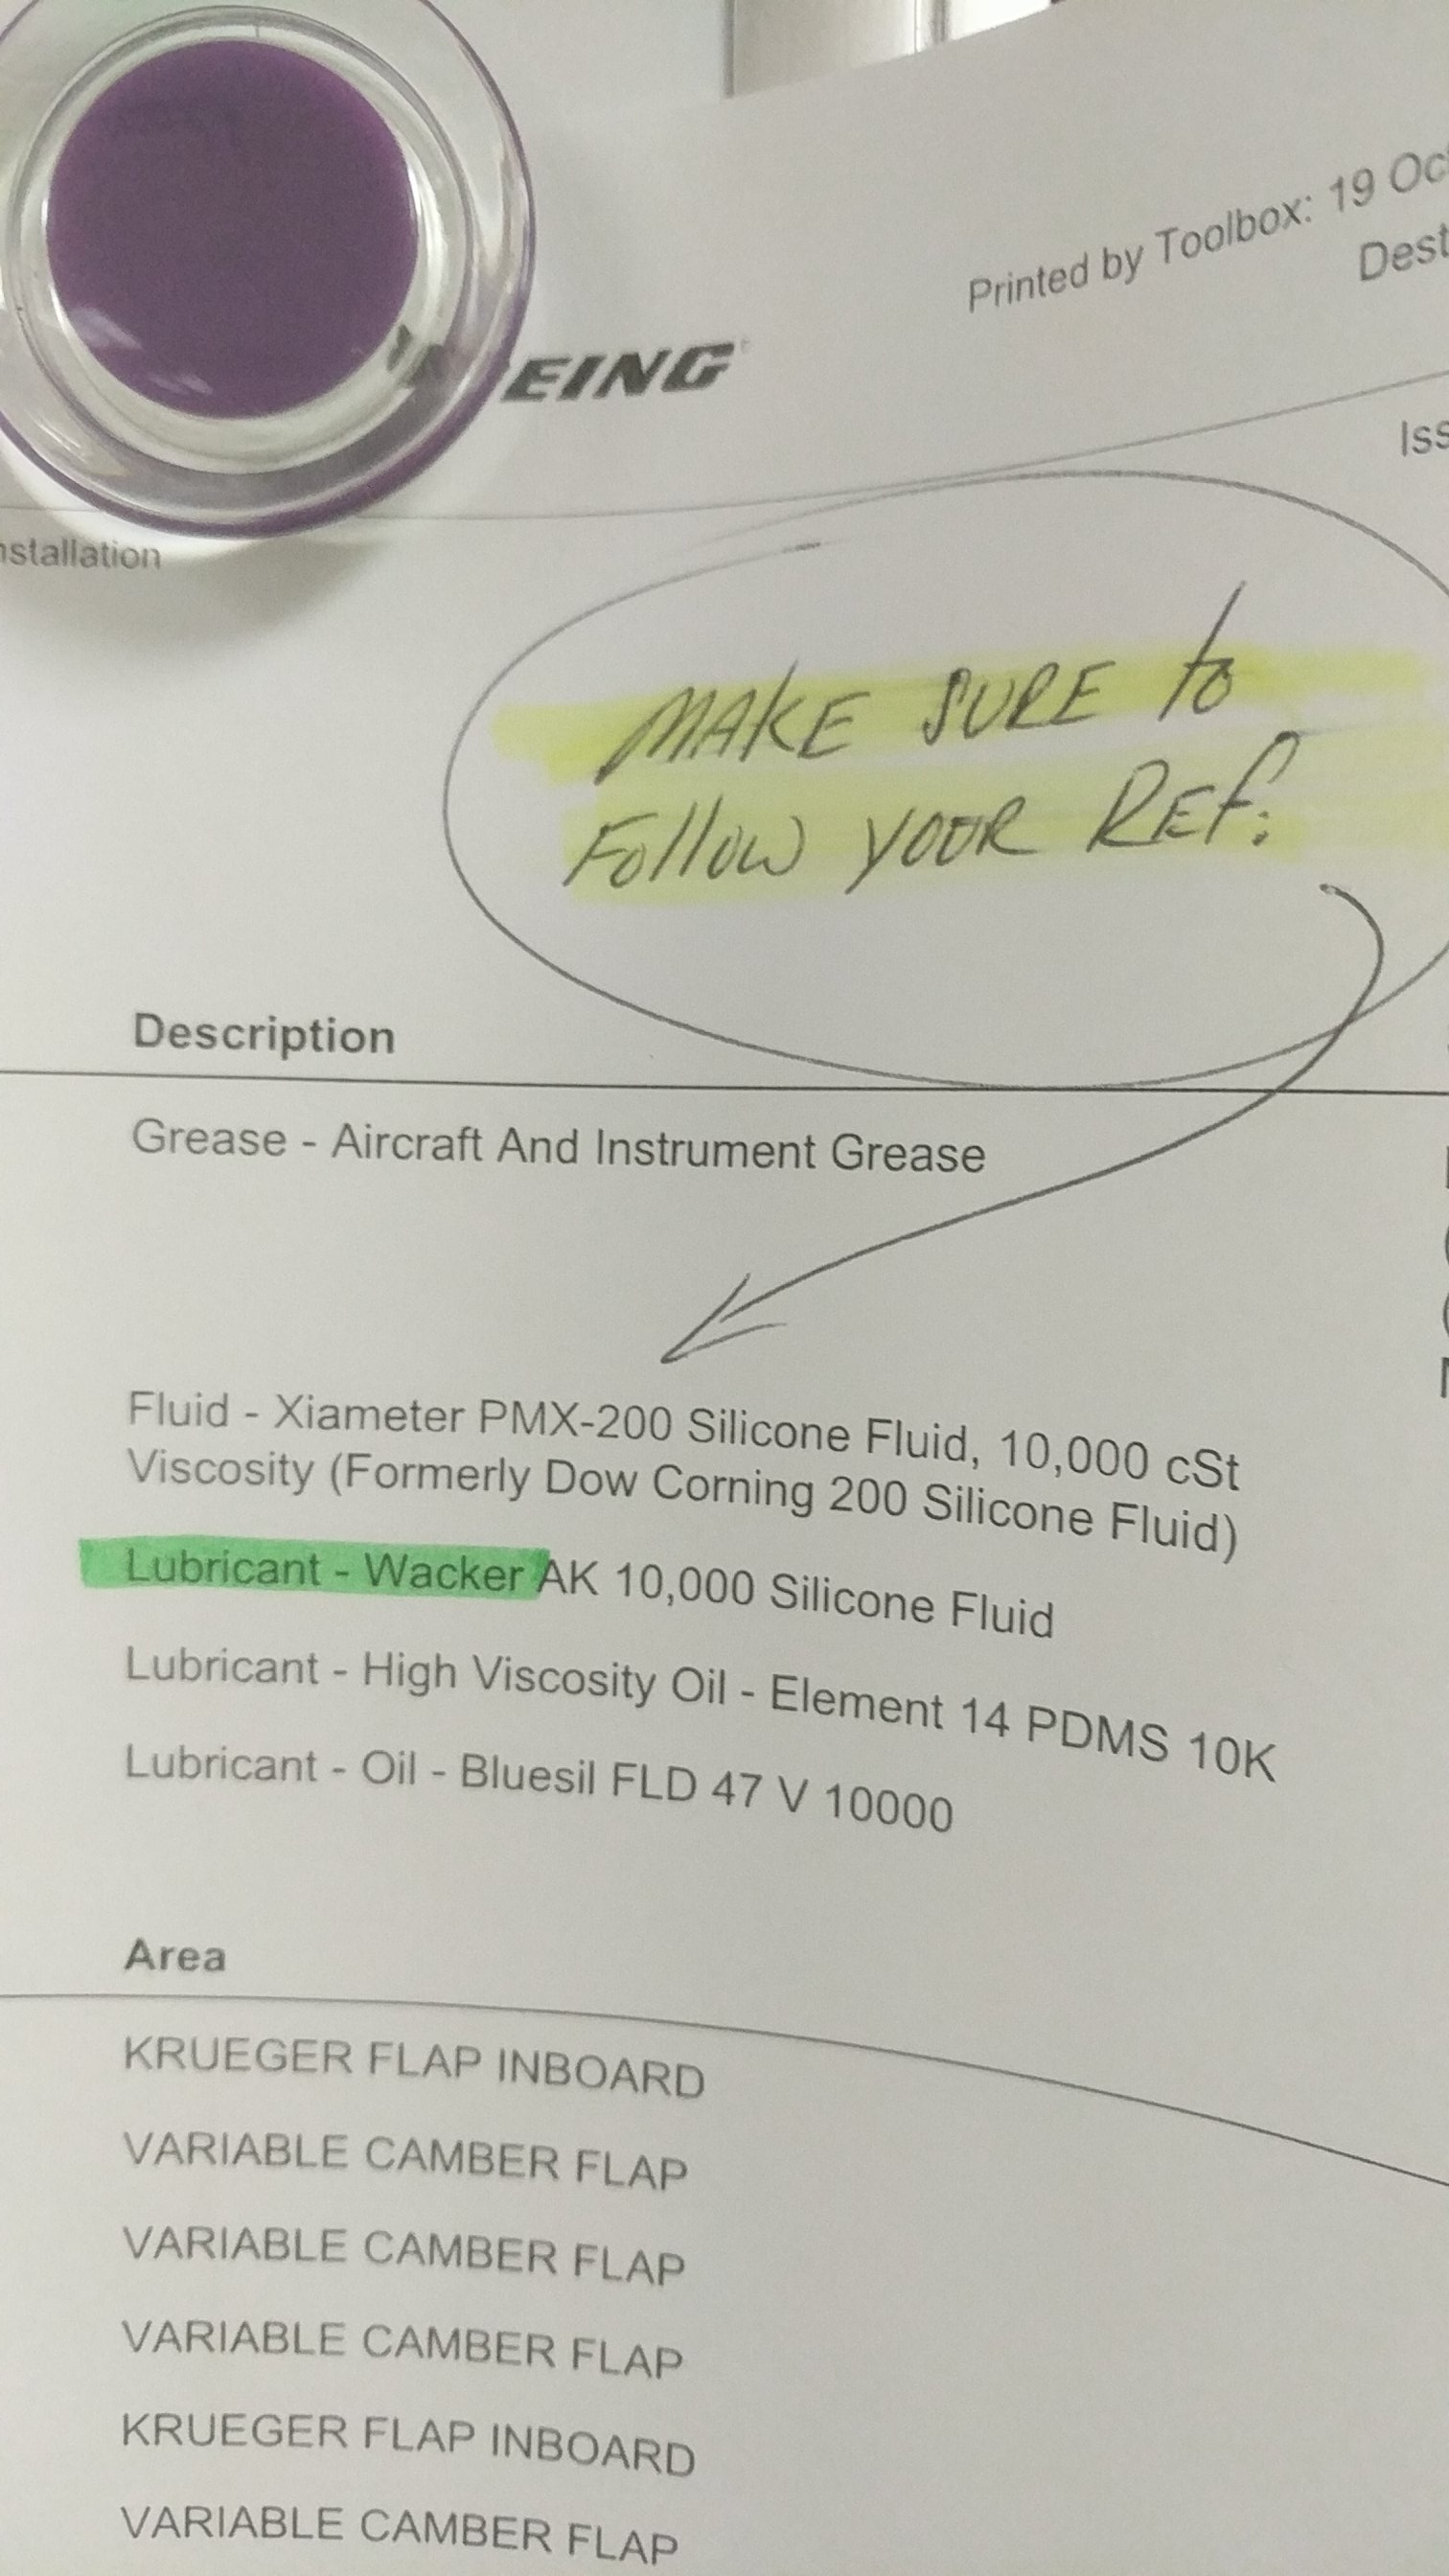 Printed by Toolbox: 19 Oc
Dest
EING
Iss
nstallation
MAKE SURE to
Follow YOUR REf:
Description
Grease - Aircraft And Instrument Grease
Fluid - Xiameter PMX-200 Silicone Fluid, 10,000 cSt
Viscosity (Formerly Dow Corning 200 Silicone Fluid)
Lubricant - Wacker AK 10,000 Silicone Fluid
Lubricant - High Viscosity Oil - Element 14 PDMS 10K
Lubricant - Oil - Bluesil FLD 47 V 10000
Area
KRUEGER FLAP INBOARD
VARIABLE CAMBER FLAP
VARIABLE CAMBER FLAP
VARIABLE CAMBER FLAP
KRUEGER FLAP INBOARD
VARIABLE CAMBER FLAP